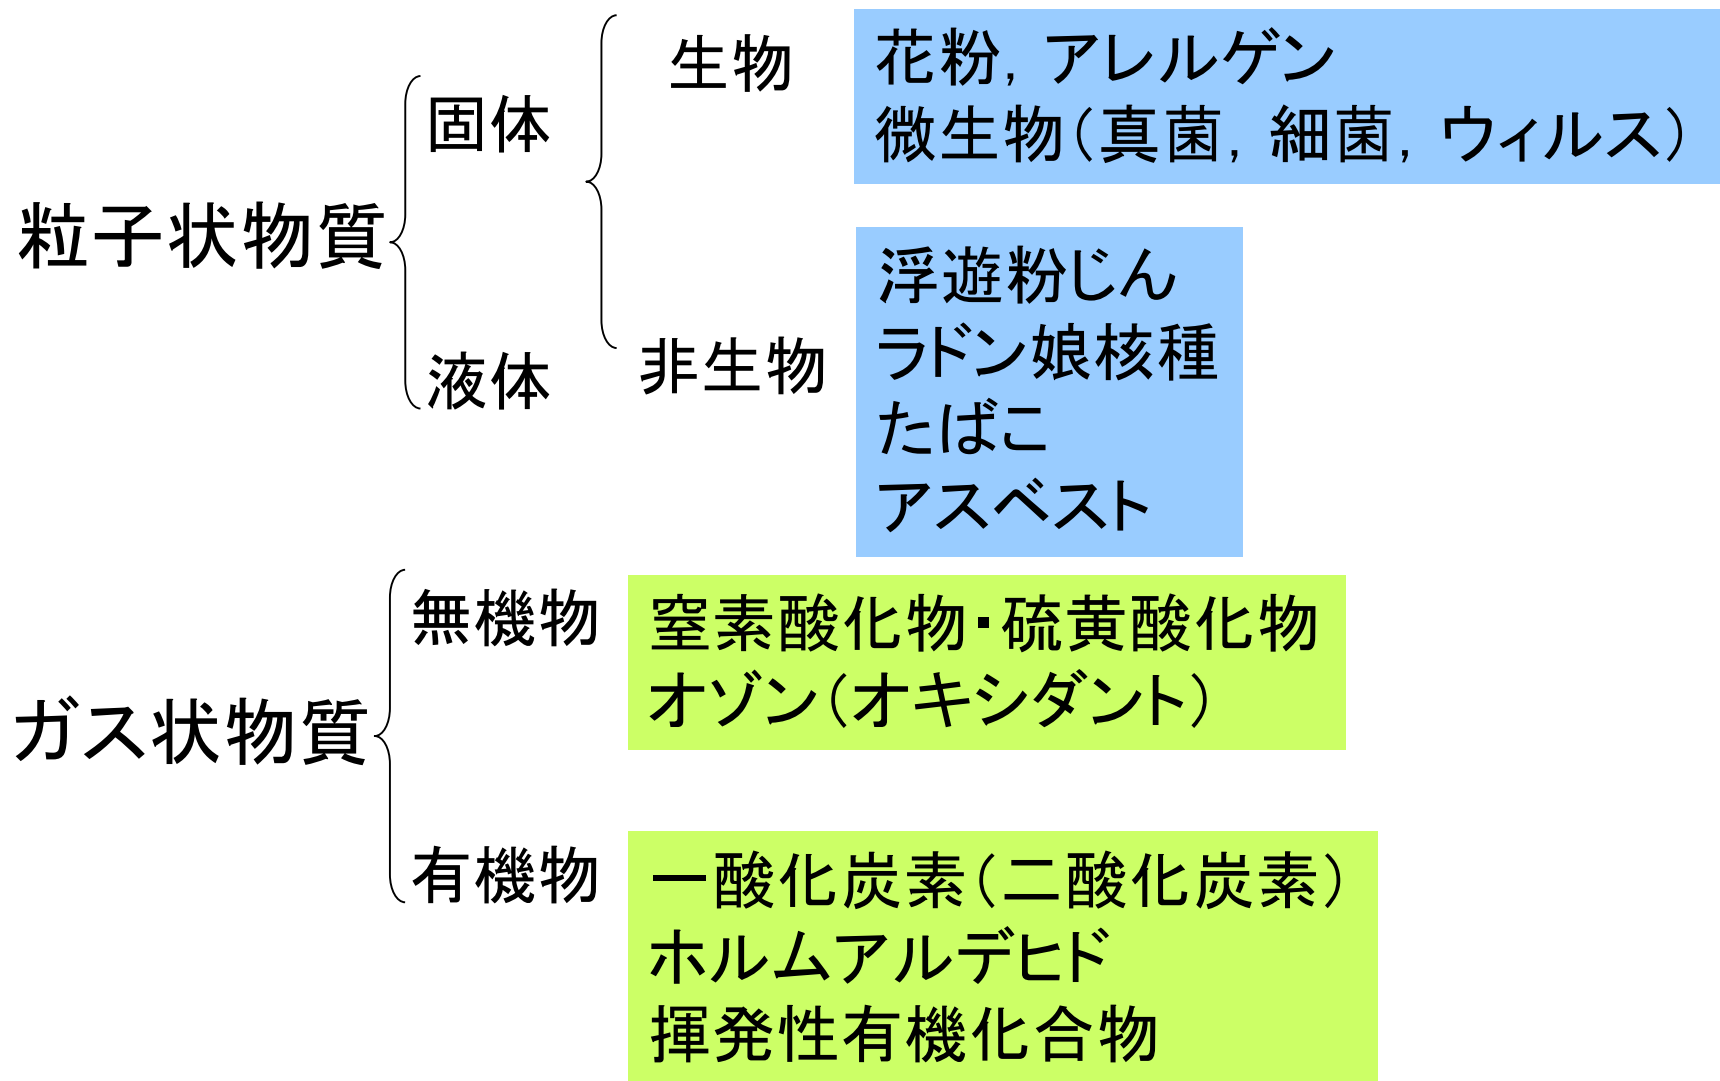 粒子状物質
固体
液体
生物
花粉, アレルゲン
微生物(真菌, 細菌, ウィルス)
非生物
浮遊粉じん
ラドン娘核種
たばこ
アスベスト
ガス状物質
無機物
窒素酸化物・硫黄酸化物
オゾン(オキシダント)
有機物
一酸化炭素(二酸化炭素)
ホルムアルデヒド
揮発性有機化合物